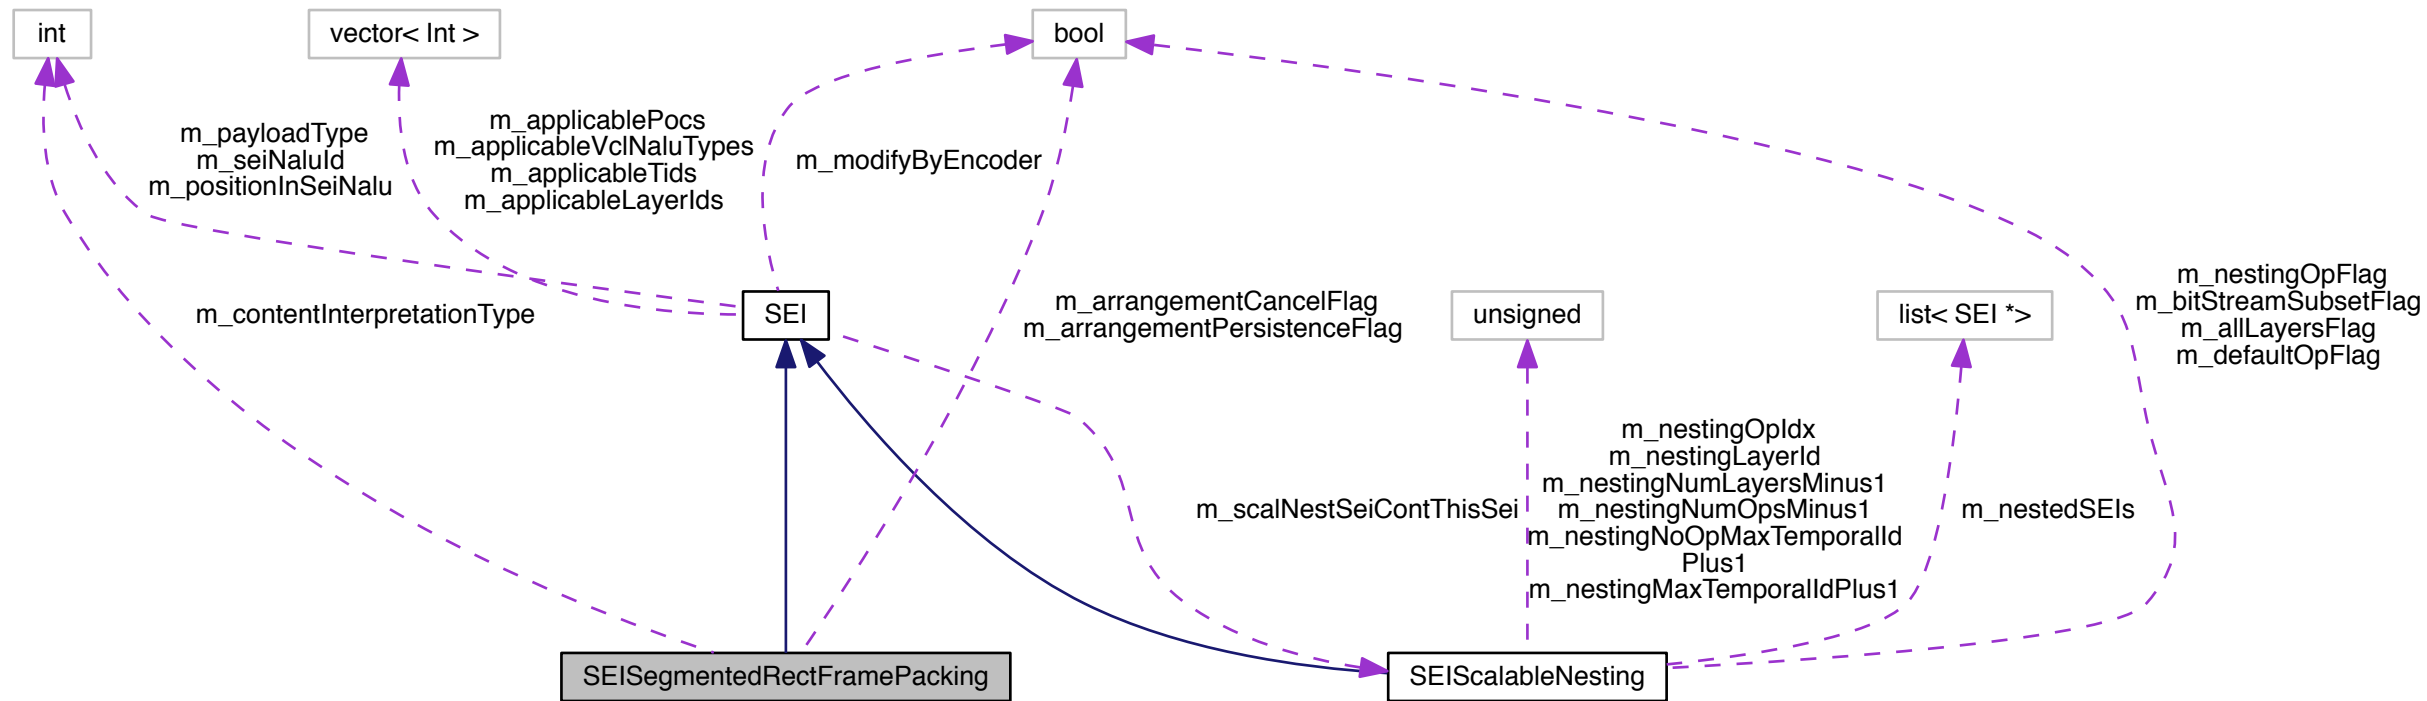 int
vector< Int >
bool
m_payloadType
m_seiNaluId
m_positionInSeiNalu
m_applicablePocs
m_applicableVclNaluTypes
m_applicableTids
m_applicableLayerIds
m_modifyByEncoder
m_contentInterpretationType
SEI
m_arrangementCancelFlag
m_arrangementPersistenceFlag
unsigned
list< SEI *>
m_nestingOpFlag
m_bitStreamSubsetFlag
m_allLayersFlag
m_defaultOpFlag
m_scalNestSeiContThisSei
m_nestingOpIdx
m_nestingLayerId
m_nestingNumLayersMinus1
m_nestingNumOpsMinus1
m_nestingNoOpMaxTemporalId
Plus1
m_nestingMaxTemporalIdPlus1
m_nestedSEIs
SEISegmentedRectFramePacking
SEIScalableNesting